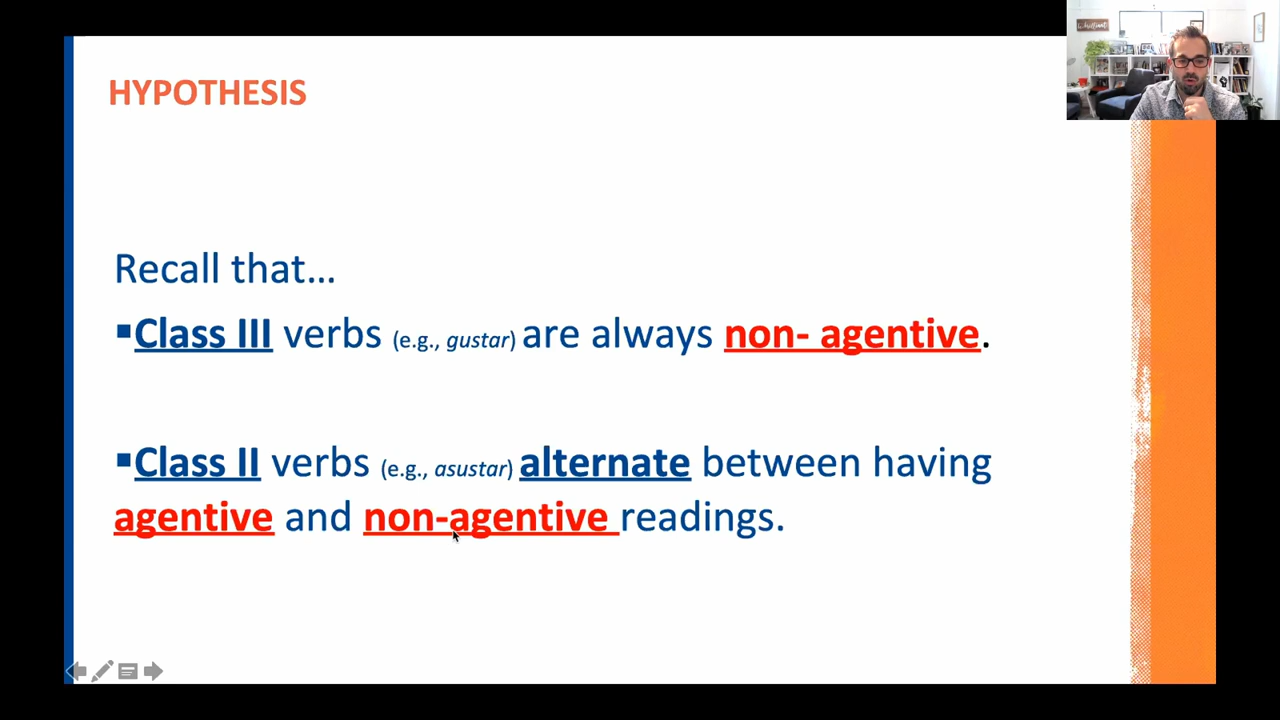 HYPOTHESIS
Recall that...
▪Class III verbs (e.g., gustar) are always non- agentive.
▪Class II verbs (e.g., asustar) alternate between having
agentive and non-agentive readings.